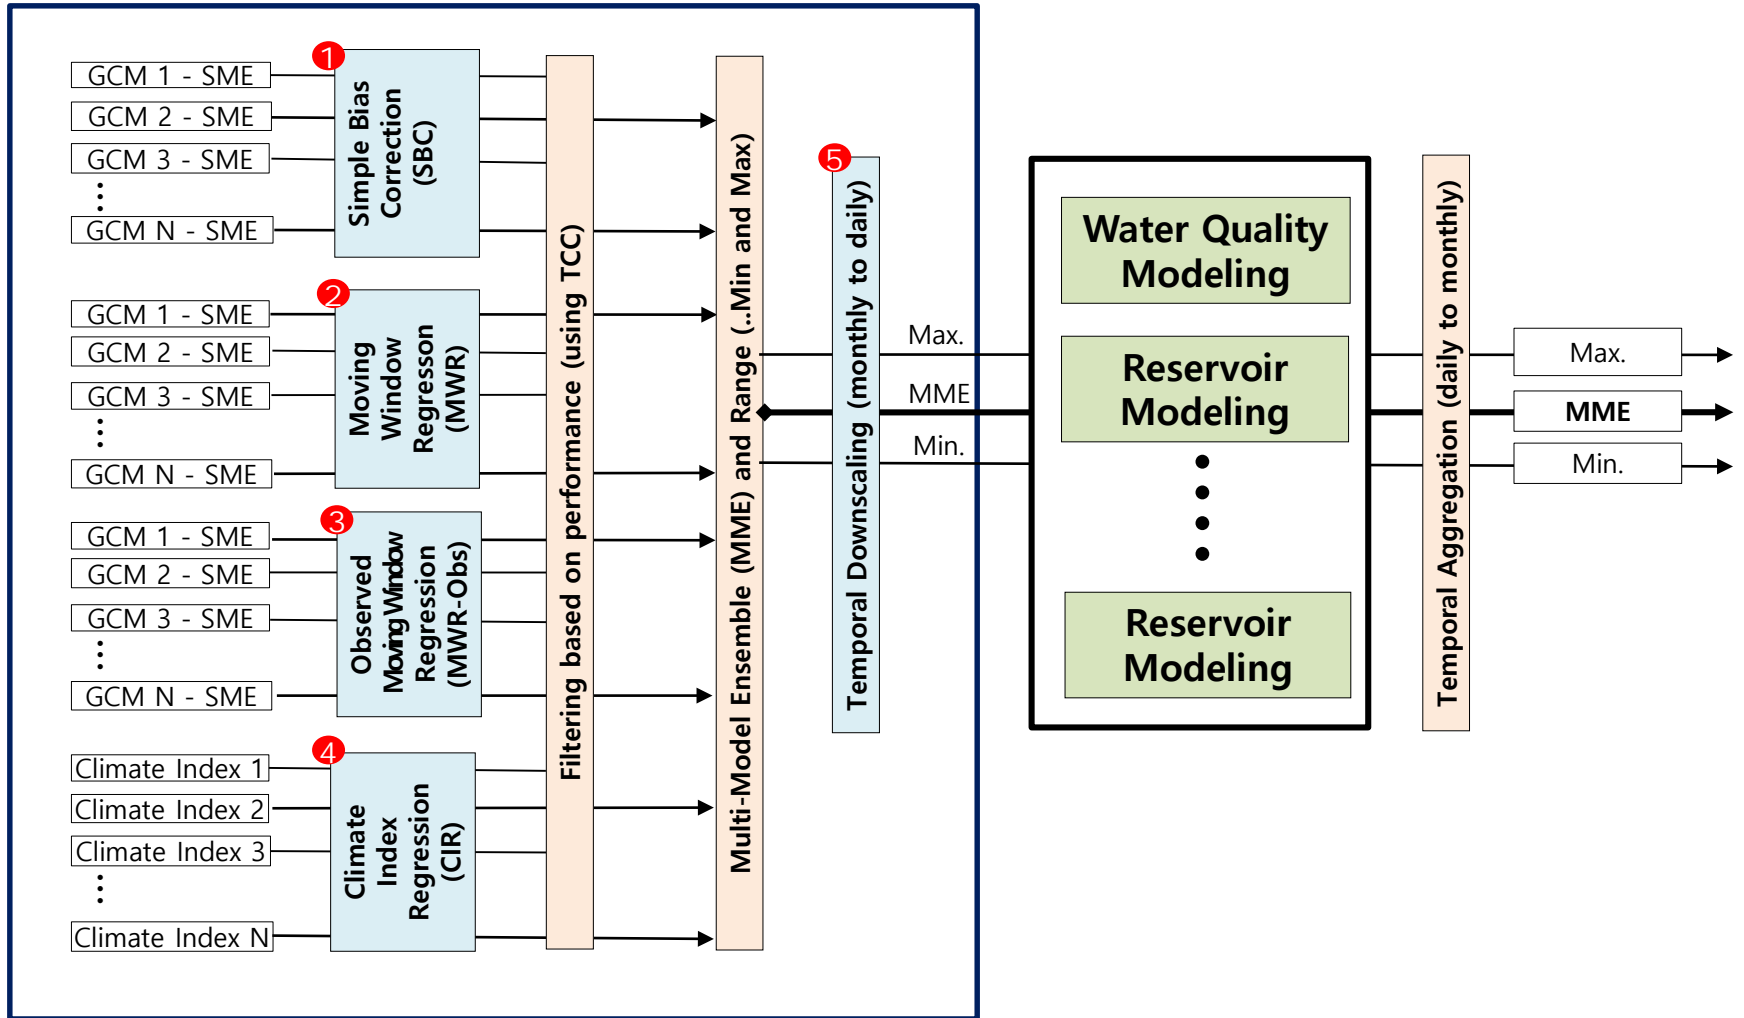 1
GCM 1 - SME
GCM 2 - SME
GCM 3 - SME
GCM N - SME
Simple Bias
Correction
(SBC)
2
GCM 1 - SME
GCM 2 - SME
GCM 3 - SME
GCM N - SME
Moving
Window
Regresson
(MWR)
3
GCM 1 - SME
GCM 2 - SME
GCM 3 - SME
GCM N - SME
Observed
Moving Window
Regression
(MWR-Obs)
4
Climate Index 1
Climate Index 2
Climate Index 3
Climate Index N
Climate
Index
Regression
(CIR)
Filtering based on performance (using TCC)
Multi-Model Ensemble (MME) and Range (..Min and Max)
5
Temporal Downscaling (monthly to daily)
Max.
MME
Min.
Water Quality
Modeling
Reservoir
Modeling
Reservoir
Modeling
Temporal Aggregation (daily to monthly)
Max.
MME
Min.